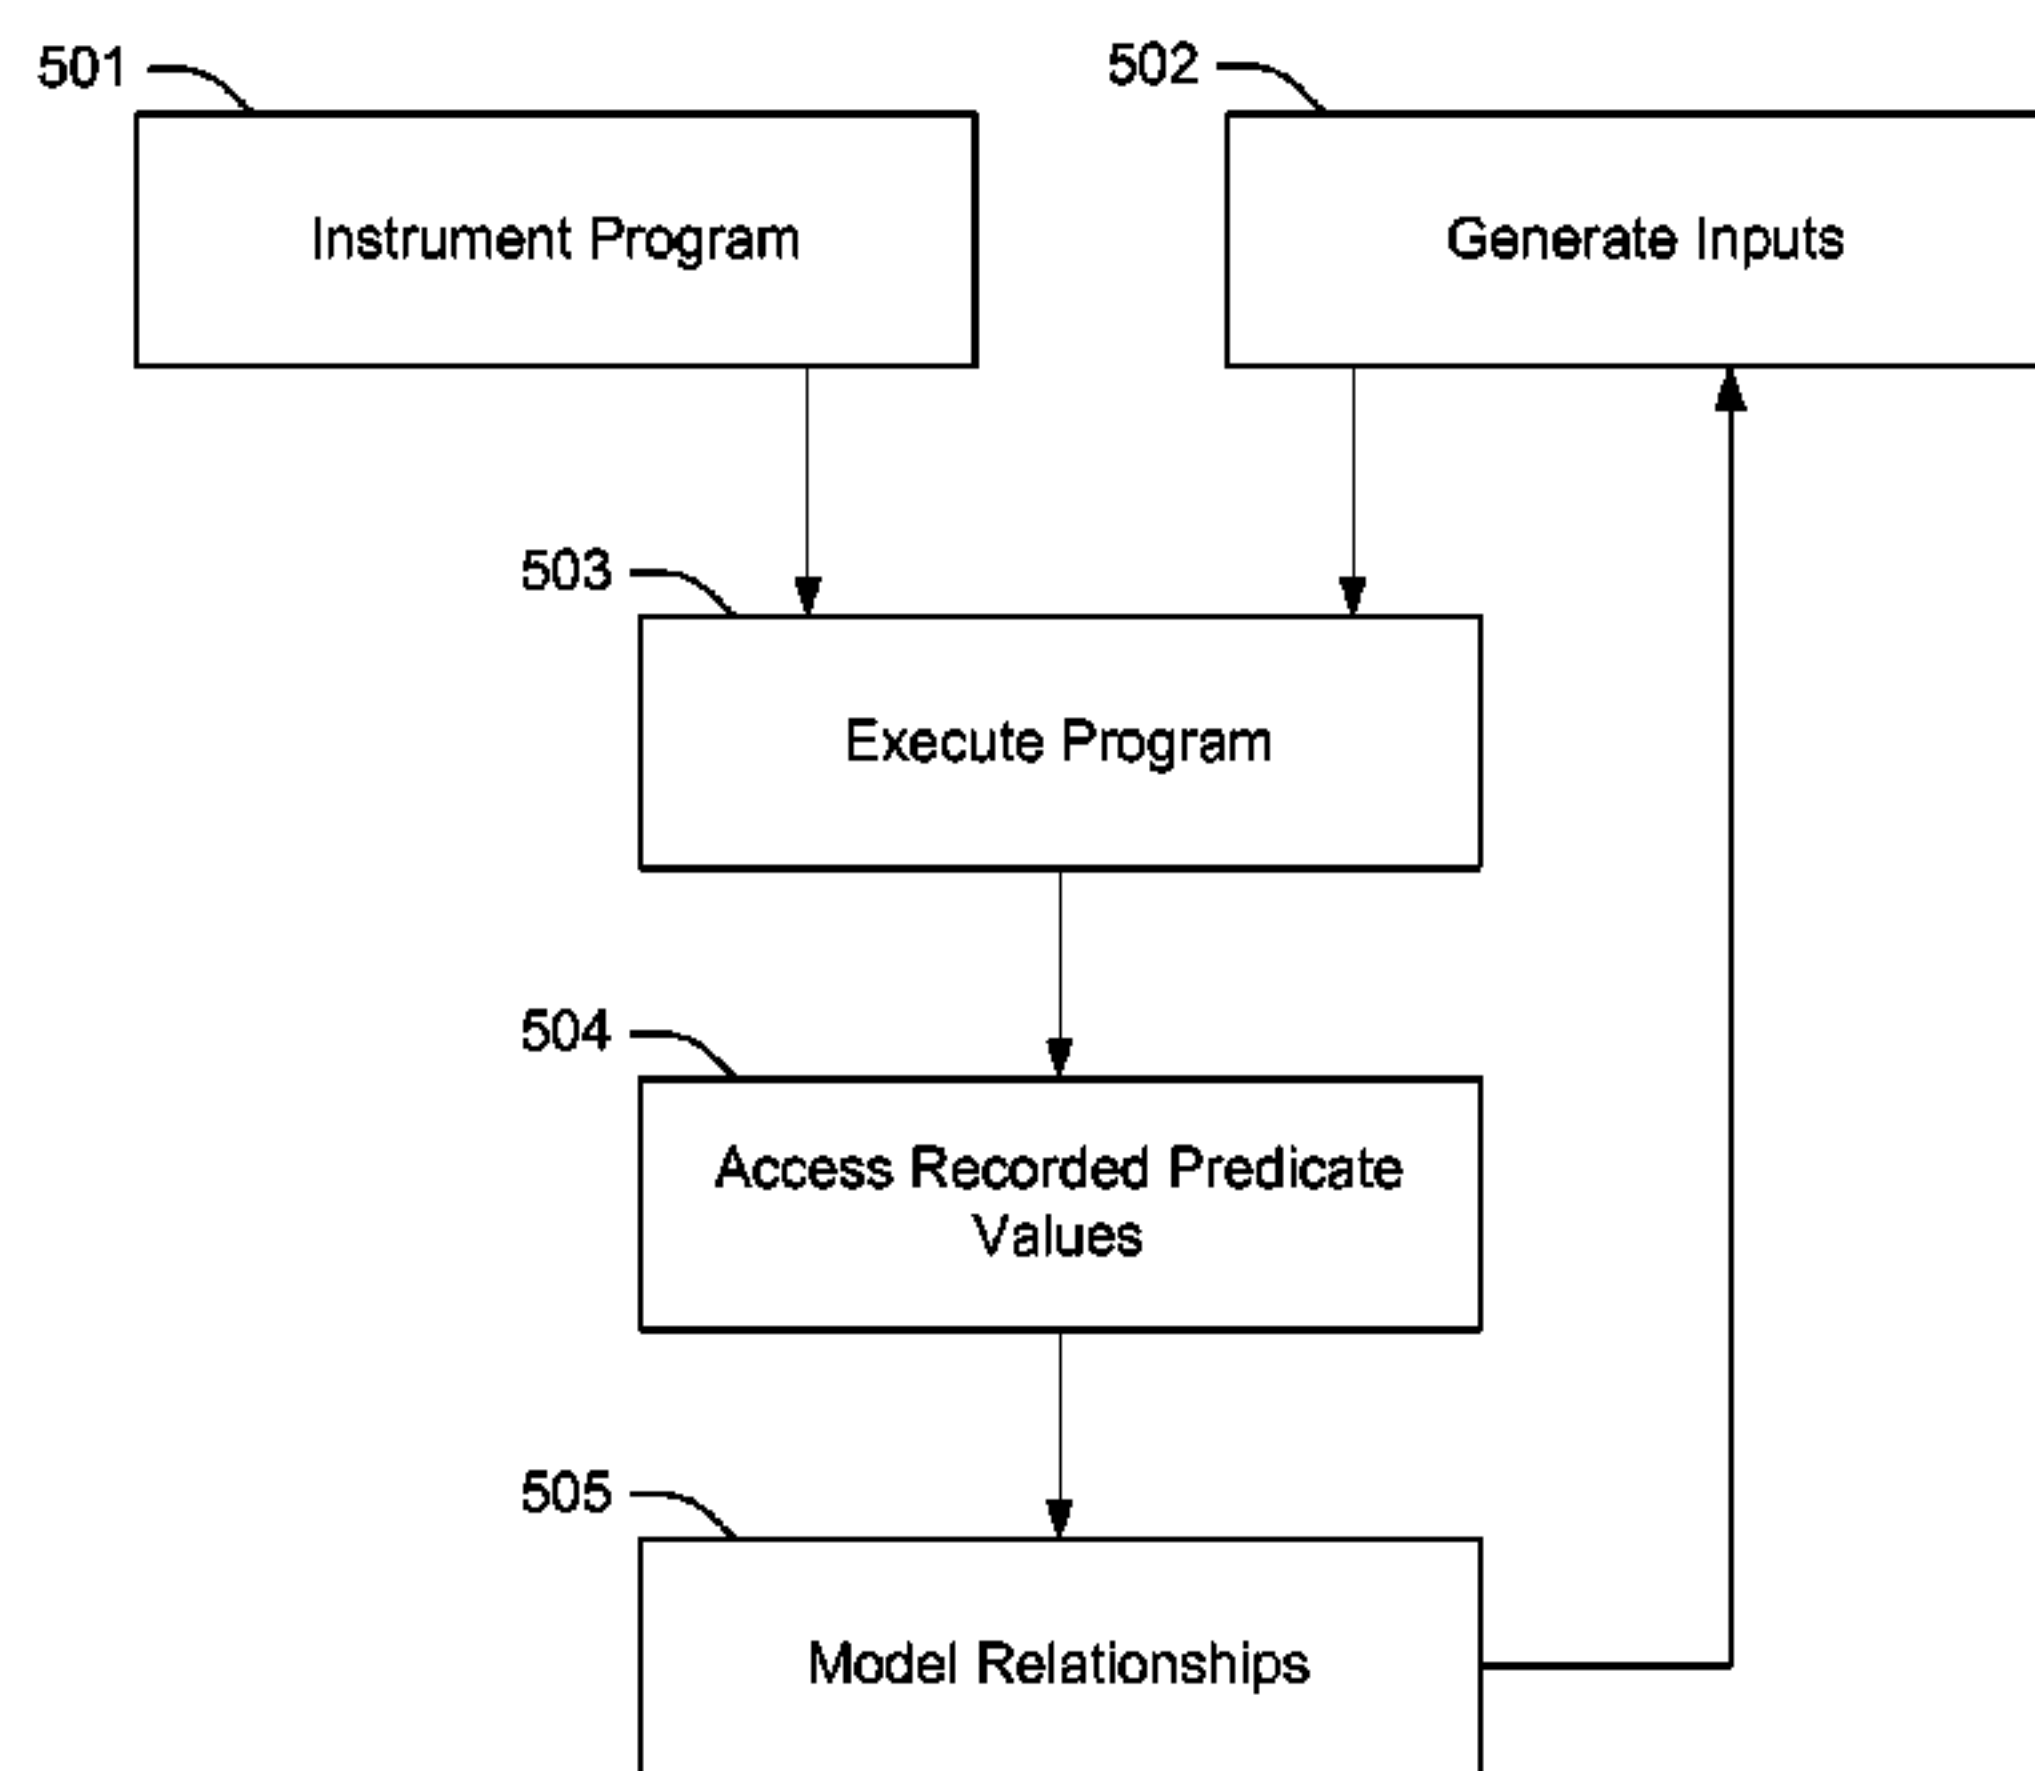 501
502
Instrument Program
Generate Inputs
503
Execute Program
504
Access Recorded Predicate
Values
505
Model Relationships